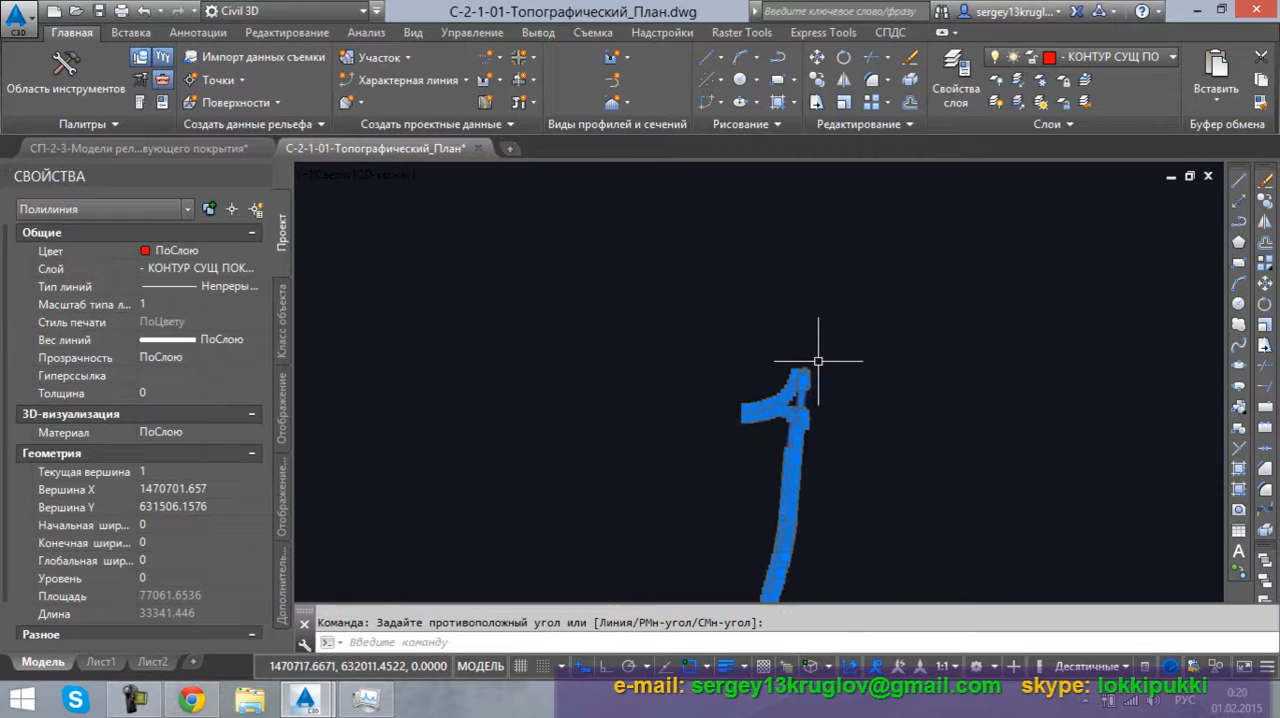 Civil 3D
С-2-1-01-Топографический_План.dwg
Введите ключевое слово/фразу
sergey13kruglo...
C3D
Главная
Вставка
Аннотации
Редактирование
Анализ
Вид
Управление
Вывод
Съемка
Надстройки
Raster Tools
Express Tools
СПДС
Область инструментов
Импорт данных съемки
Точки
Поверхности
Участок
Характерная линия
Свойства слоя
- КОНТУР СУЩ ПО
Вставить
Палитры
Создать данные рельефа
Создать проектные данные
Виды профилей и сечений
Рисование
Редактирование
Слои
Буфер обмена
СП-2-3-Модели рел...вующего покрытия*
С-2-1-01-Топографический_План*
СВОЙСТВА
Полилиния
Общие
Цвет ПоСлою
Слой - КОНТУР СУЩ ПОК...
Тип линий Непреры...
Масштаб типа л... 1
Стиль печати ПоЦвету
Вес линий ПоСлою
Прозрачность ПоСлою
Гиперссылка
Толщина 0
3D-визуализация
Материал ПоСлою
Геометрия
Текущая вершина 1
Вершина X 1470701.657
Вершина Y 631506.1576
Начальная шир... 0
Конечная шири... 0
Глобальная шир... 0
Уровень 0
Площадь 77061.6536
Длина 33341.446
Разное
Проект
Класс объекта
Отображение...
Отображение...
Дополнитель...
Команда: Задайте противоположный угол или [Линия/РМн-угол/СМн-угол]:
Введите команду
Модель
Лист1
Лист2
1470717.6671, 632011.4522, 0.0000
МОДЕЛЬ
1:1
Десятичные
e-mail: sergey13kruglov@gmail.com skype: lokkipukki
РУС
0:20
01.02.2015